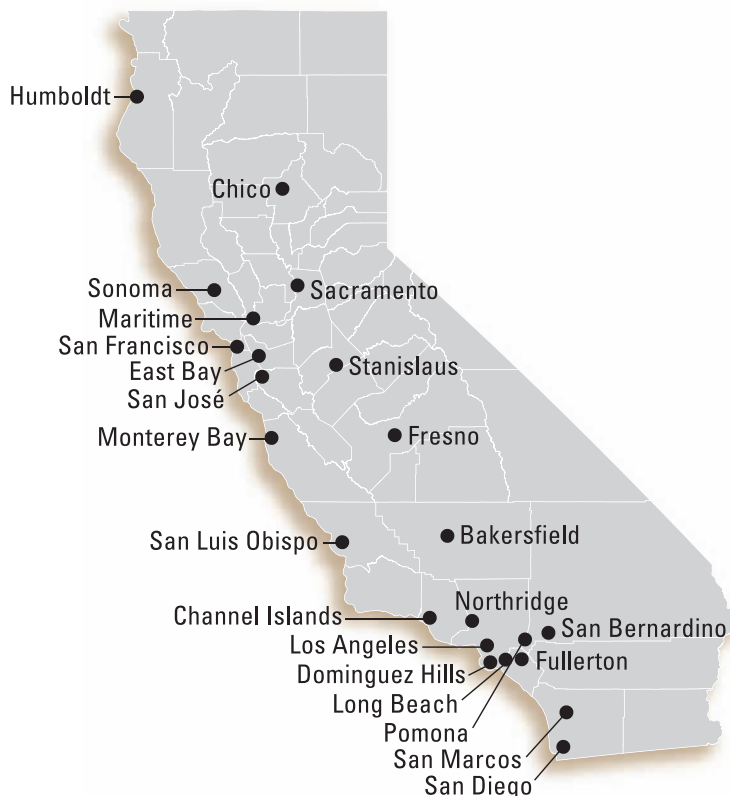 Humboldt
Chico
Sonoma
Sacramento
Maritime
San Francisco
East Bay
Stanislaus
San José
Monterey Bay
Fresno
San Luis Obispo
Bakersfield
Channel Islands
Northridge
San Bernardino
Los Angeles
Fullerton
Dominguez Hills
Long Beach
Pomona
San Marcos
San Diego